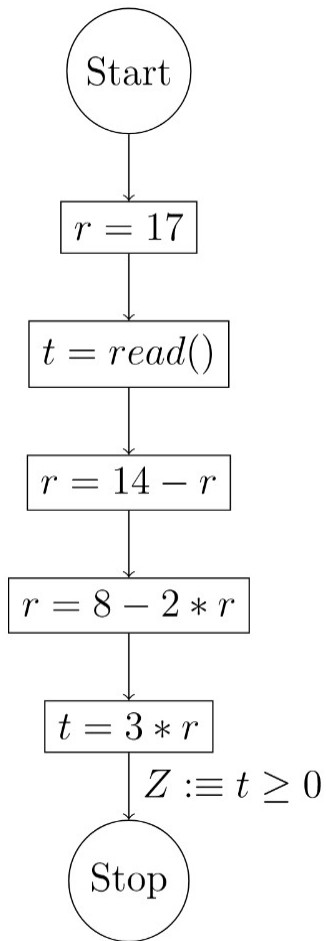 Start
r = 17
t = read()
r = 14 − r
r = 8 − 2 ∗ r
t = 3 ∗ r
Z :≡ t ≥ 0
Stop